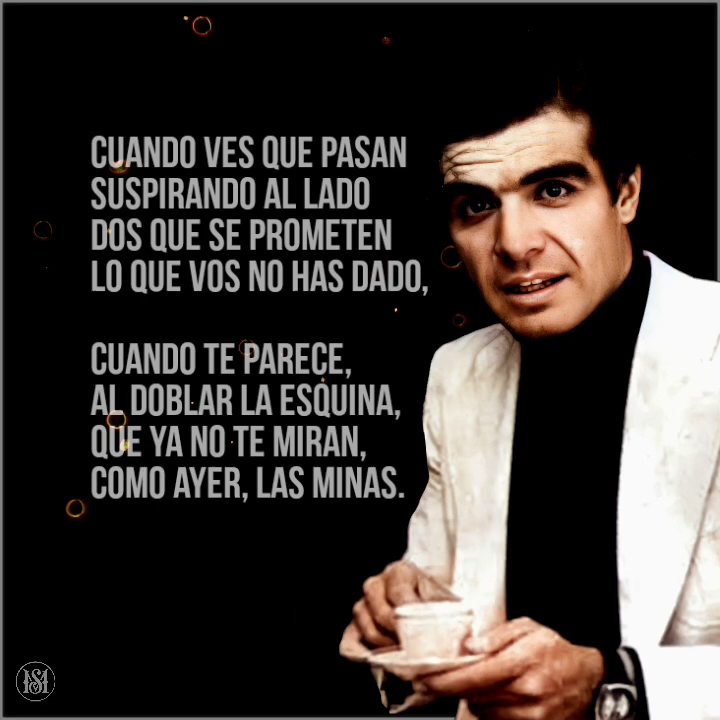 CUANDO VES QUE PASAN
SUSPIRANDO AL LADO
DOS QUE SE PROMETEN
LO QUE VOS NO HAS DADO,
CUANDO TE PARECE,
AL DOBLAR LA ESQUINA,
QUE YA NO TE MIRAN,
COMO AYER, LAS MINAS.